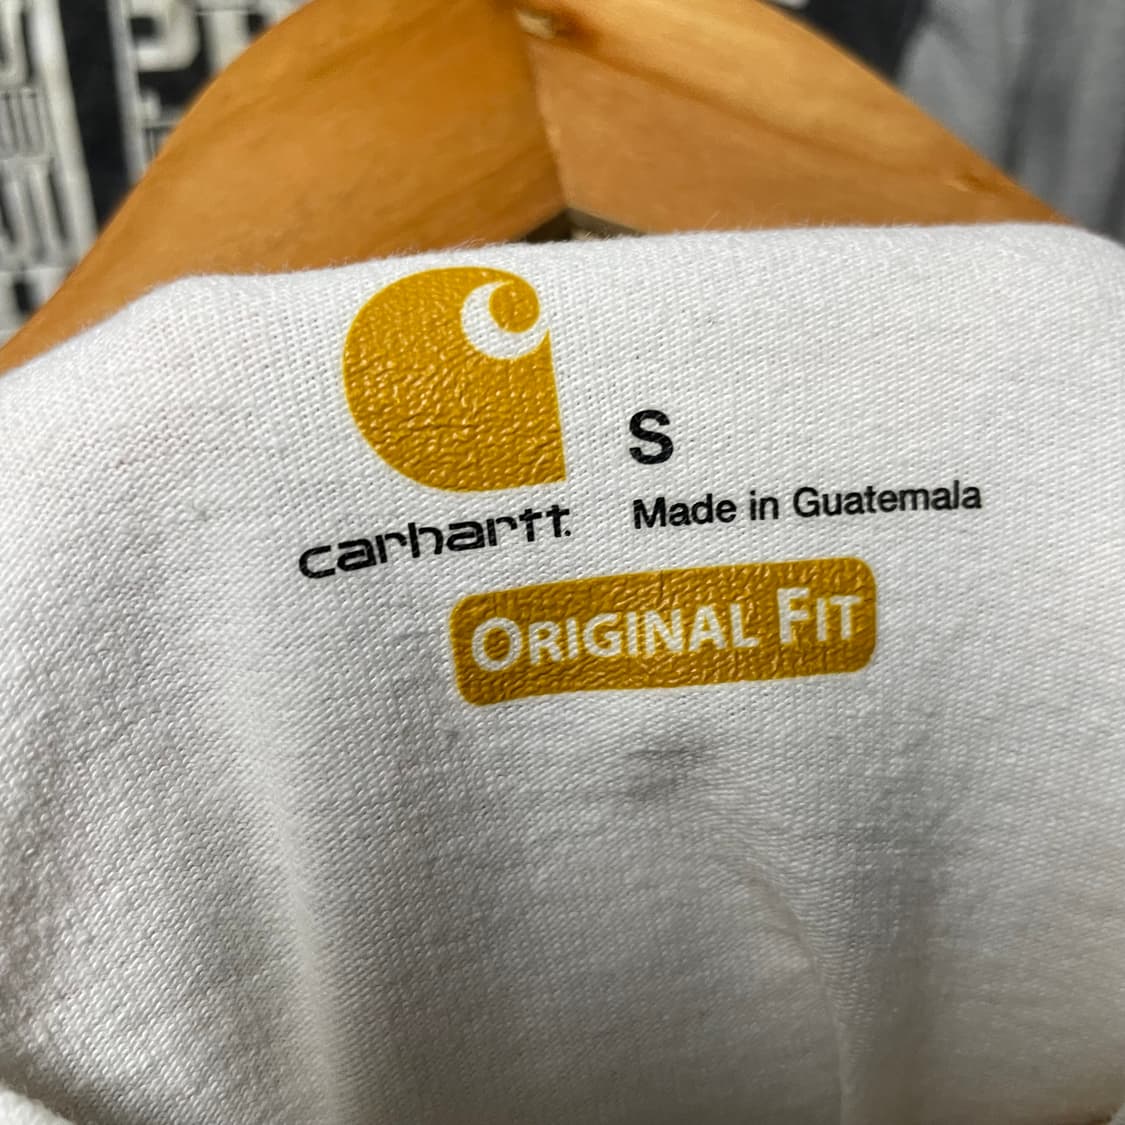 S
carhartt.
Made in Guatemala
ORIGINAL FIT